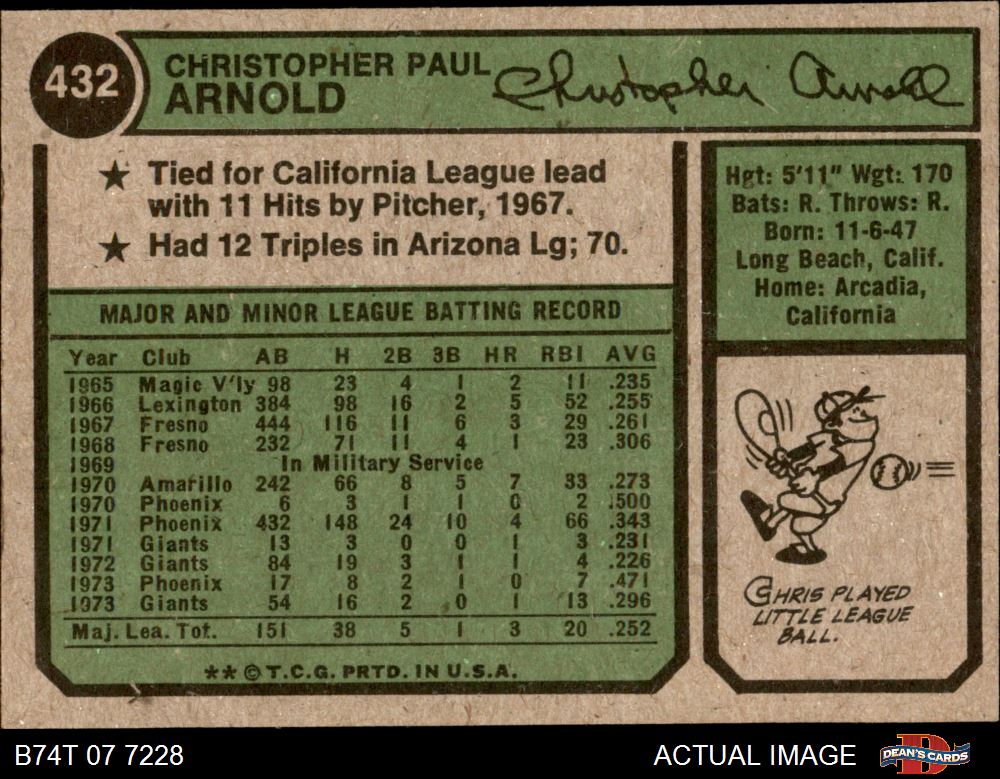 432
CHRISTOPHER PAUL
ARNOLD
Christopher Arnold
★ Tied for California League lead
with 11 Hits by Pitcher, 1967.
★ Had 12 Triples in Arizona Lg; 70.
Hgt: 5'11" Wgt: 170
Bats: R. Throws: R.
Born: 11-6-47
Long Beach, Calif.
Home: Arcadia,
California
MAJOR AND MINOR LEAGUE BATTING RECORD
Year Club AB H 2B 3B HR RBI AVG
1965 Magic V'ly 98 23 4 1 2 11 .235
1966 Lexington 384 98 16 2 5 52 .255
1967 Fresno 444 116 11 6 3 29 .261
1968 Fresno 232 71 11 4 1 23 .306
1969 In Military Service
1970 Amarillo 242 66 8 5 7 33 .273
1970 Phoenix 6 3 1 1 0 2 .500
1971 Phoenix 432 148 24 10 4 66 .343
1971 Giants 13 3 0 0 1 3 .231
1972 Giants 84 19 3 1 1 4 .226
1973 Phoenix 17 8 2 1 0 7 .471
1973 Giants 54 16 2 0 1 13 .296
Maj. Lea. Tot. 151 38 5 1 3 20 .252
** © T.C.G. PRTD. IN U.S.A.
CHRIS PLAYED
LITTLE LEAGUE
BALL.
B74T 07 7228
ACTUAL IMAGE
DEAN'S CARDS